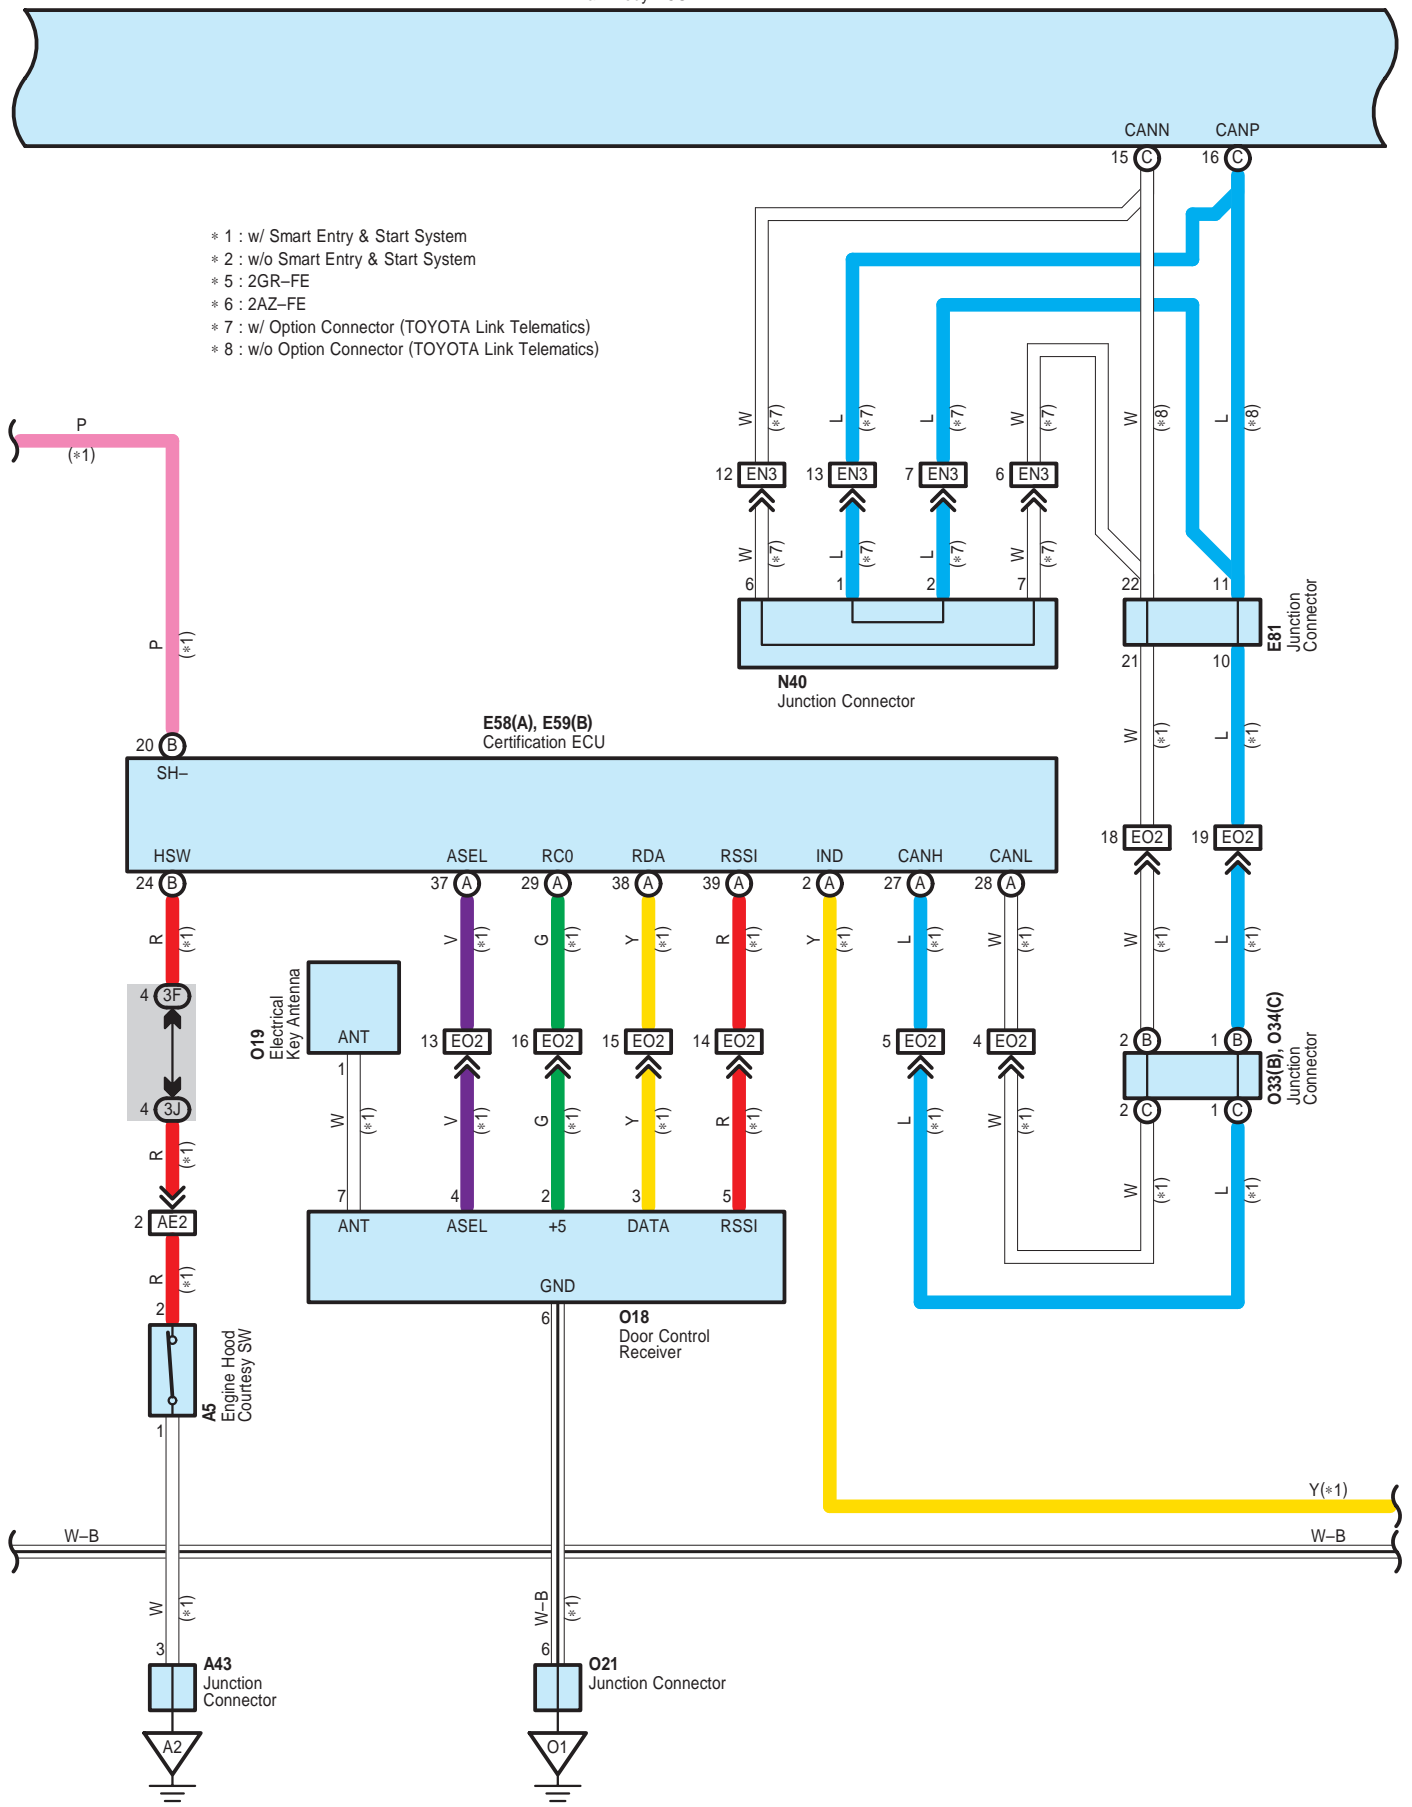 CANN CANP
15 C 16 C
* 1 : w/ Smart Entry & Start System
* 2 : w/o Smart Entry & Start System
* 5 : 2GR–FE
* 6 : 2AZ–FE
* 7 : w/ Option Connector (TOYOTA Link Telematics)
* 8 : w/o Option Connector (TOYOTA Link Telematics)
P
(*1)
W (*7) L (*7) L (*7) W (*7) W (*8) L (*8)
12 EN3 13 EN3 7 EN3 6 EN3
W (*7) L (*7) L (*7) W (*7)
6 1 2 7 22 11
E81
Junction
Connector
P (*1)
21 10
N40
Junction Connector
E58(A), E59(B)
Certification ECU
W (*1) L (*1)
20 B
SH–
18 EO2 19 EO2
HSW ASEL RC0 RDA RSSI IND CANH CANL
24 B 37 A 29 A 38 A 39 A 2 A 27 A 28 A
R (*1) V (*1) G (*1) Y (*1) R (*1) Y (*1) L (*1) W (*1) W (*1) L (*1)
4 3F
O19
Electrical
Key Antenna
ANT
1
13 EO2 16 EO2 15 EO2 14 EO2 5 EO2 4 EO2 2 B 1 B
O33(B), O34(C)
Junction
Connector
4 3J
2 C 1 C
R (*1) W (*1) V (*1) G (*1) Y (*1) R (*1) L (*1) W (*1) W (*1) L (*1)
7 4 2 3 5
2 AE2
ANT ASEL +5 DATA RSSI
GND
R (*1)
2
6
O18
Door Control
Receiver
A5
Engine Hood
Courtesy SW
1
Y(*1)
W–B W–B
W (*1) W–B (*1)
3 6
A43
Junction
Connector
O21
Junction Connector
A2 O1